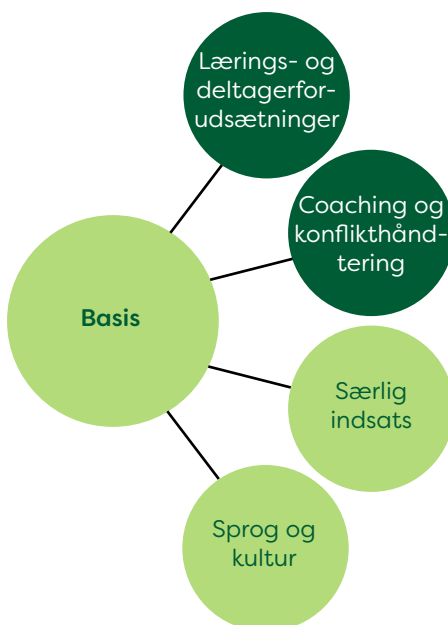 Lærings- og
deltagerfor-
udsætninger
Coaching og
konflikthånd-
tering
Basis
Særlig
indsats
Sprog og
kultur